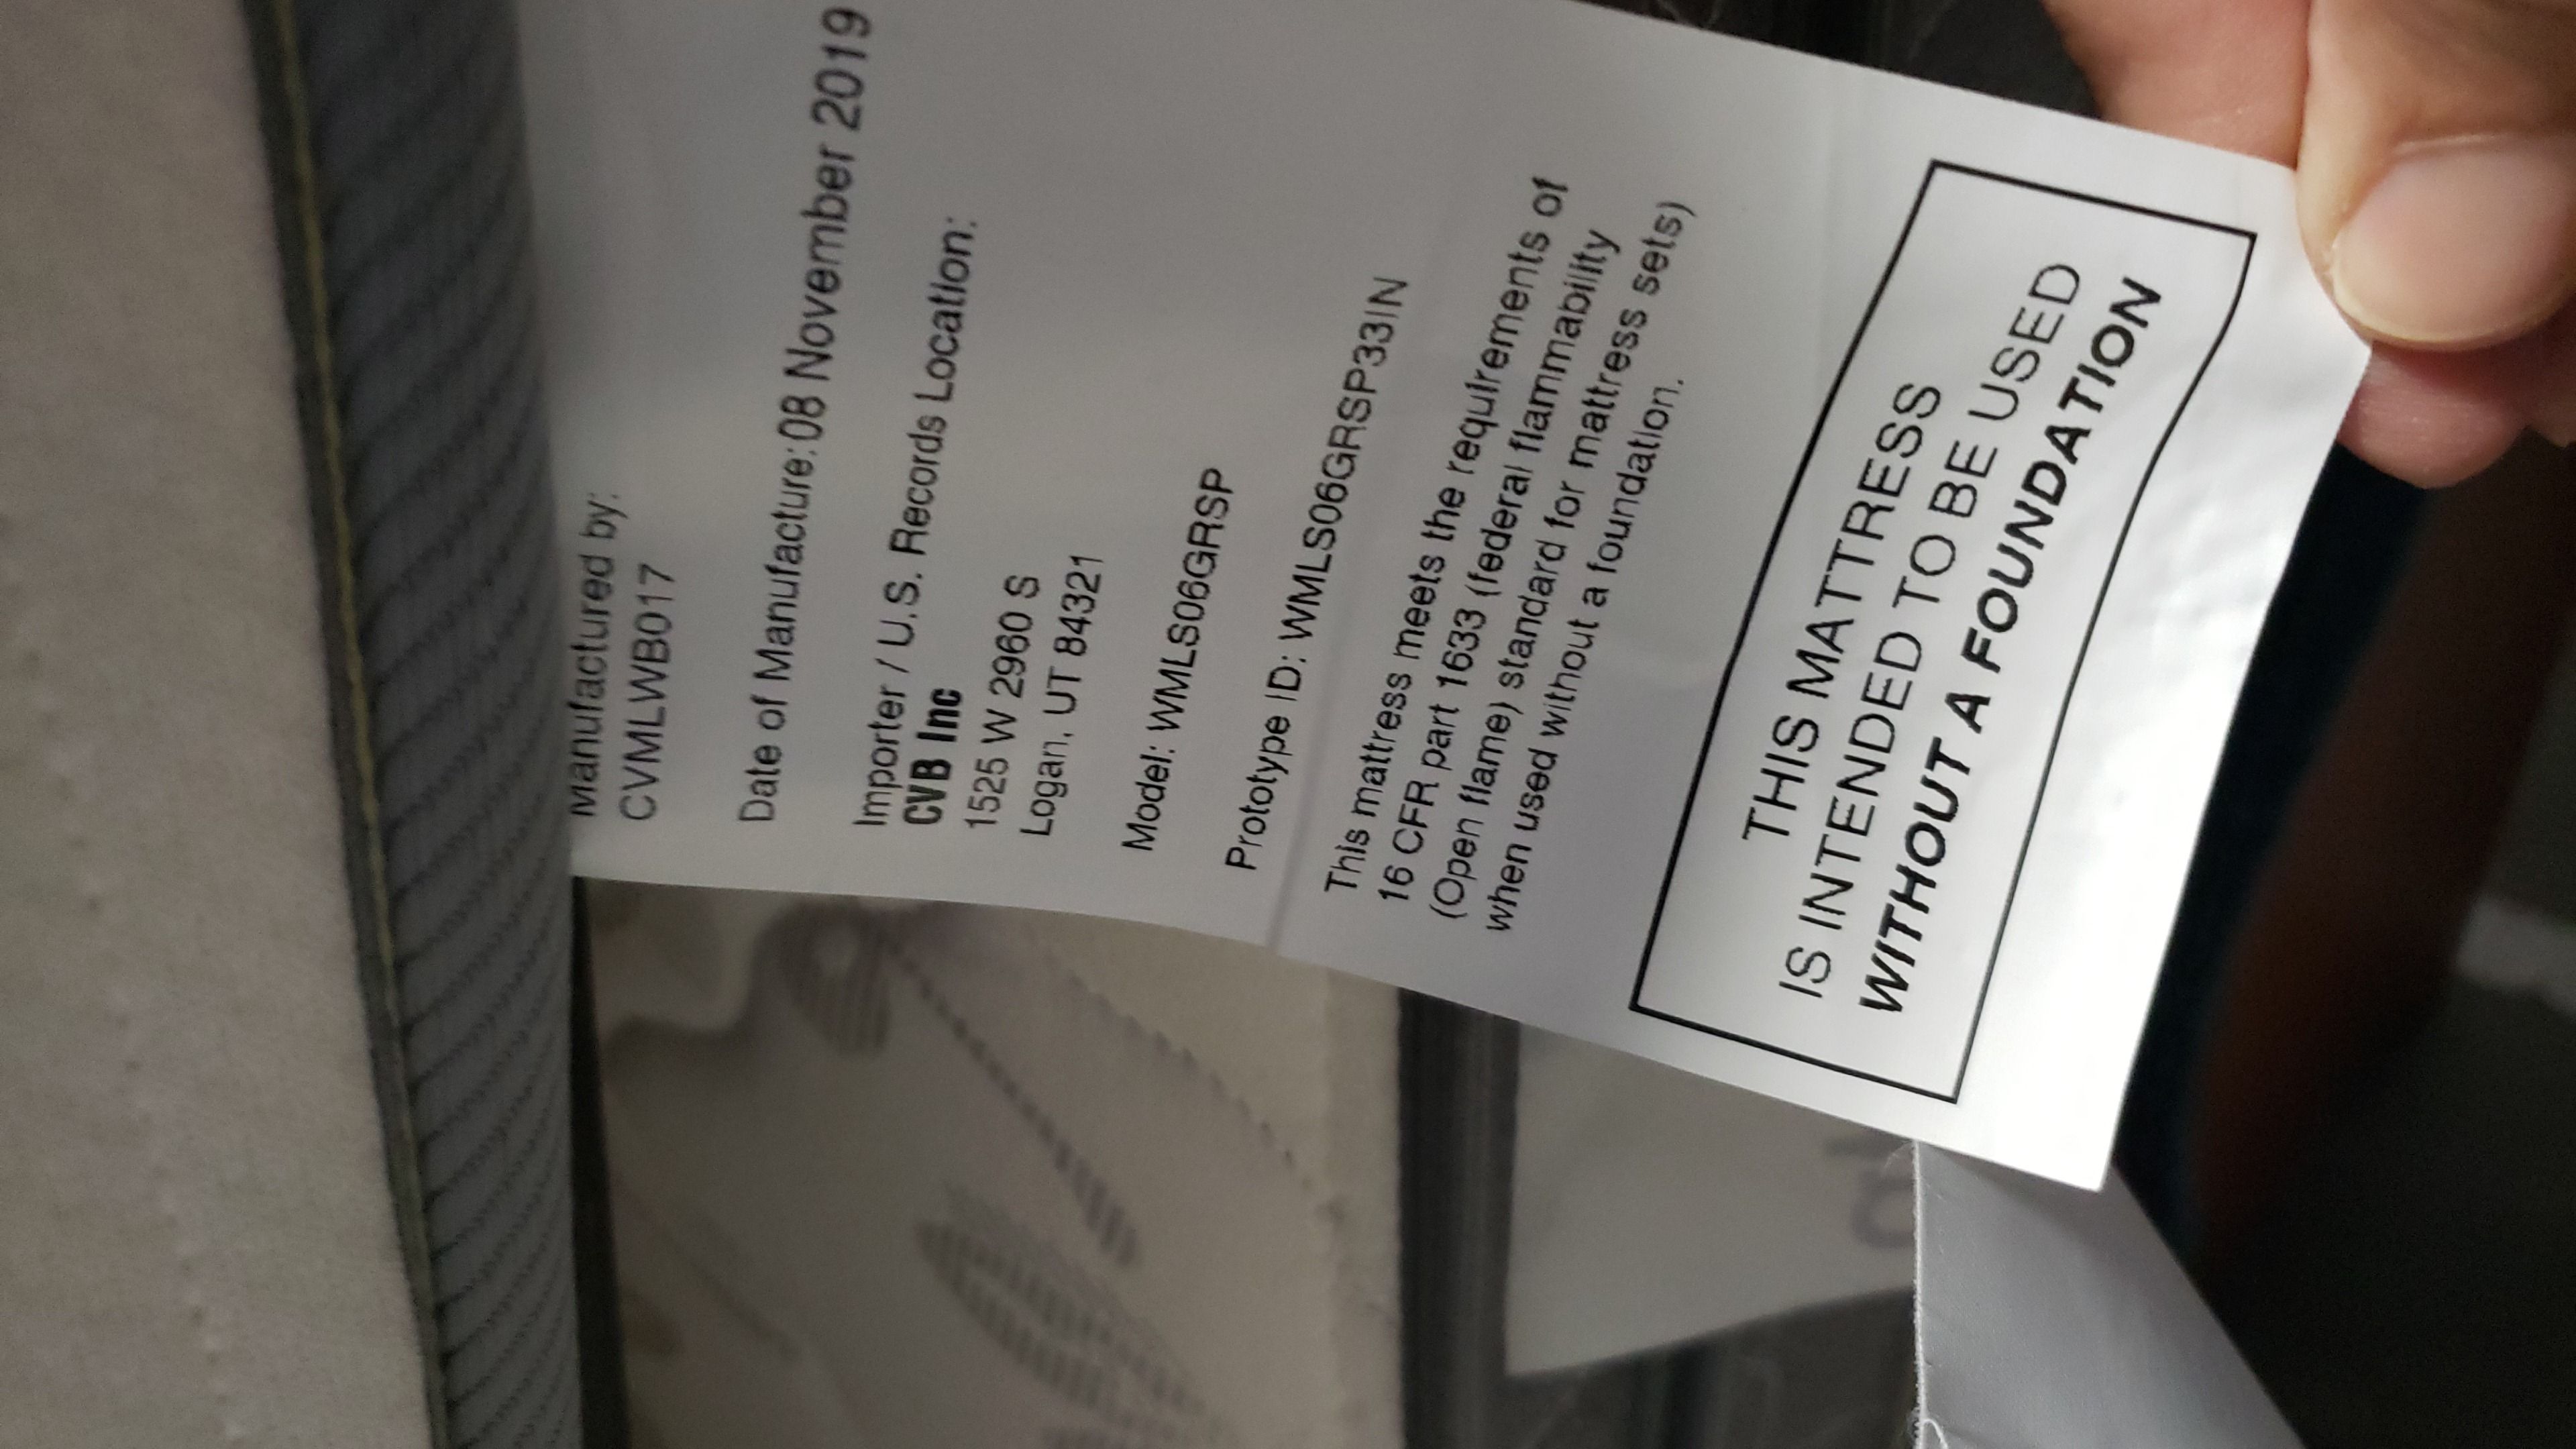 Manufactured by:
CVMLWB017
Date of Manufacture:08 November 2019
Importer / U.S. Records Location:
CVB Inc
1525 W 2960 S
Logan, UT 84321
Model: WMLS06GRSP
Prototype ID: WMLS06GRSP33IN
This mattress meets the requirements of
16 CFR part 1633 (federal flammability
(Open flame) standard for mattress sets)
when used without a foundation.
THIS MATTRESS
IS INTENDED TO BE USED
WITHOUT A FOUNDATION